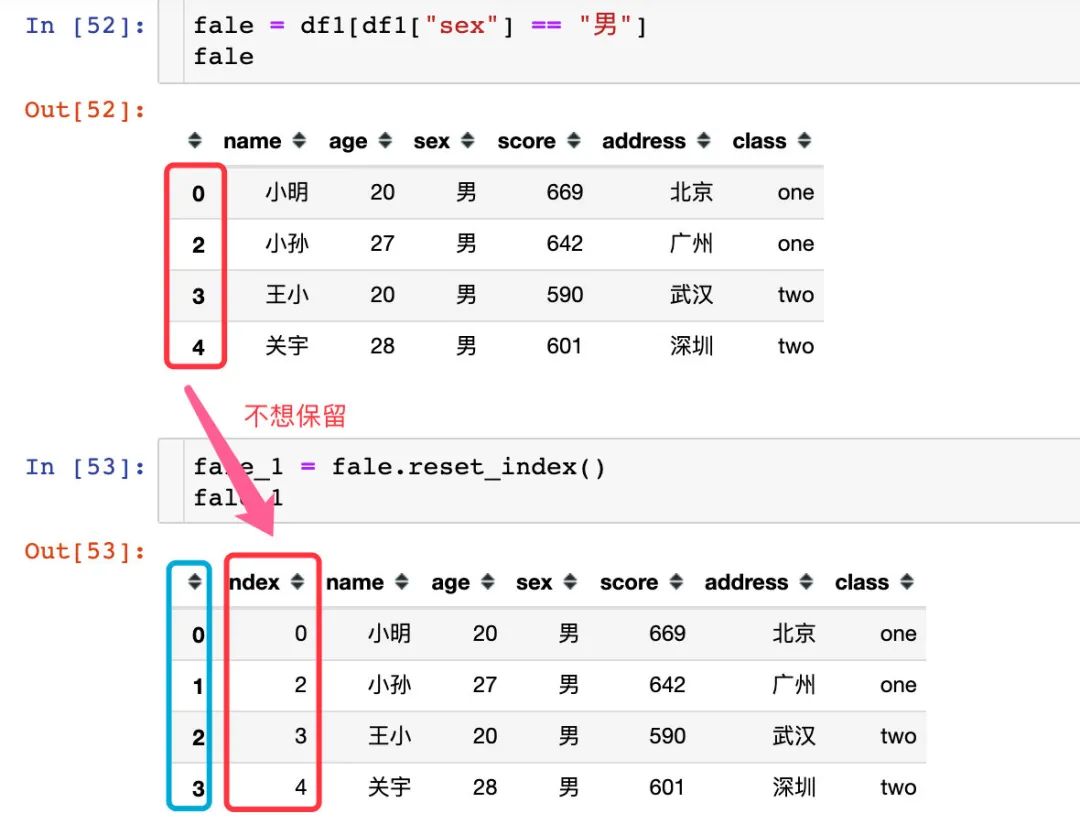 In [52]: fale = df1[df1["sex"] == "男"]
fale
Out[52]:
name age sex score address class
0 小明 20 男 669 北京 one
2 小孙 27 男 642 广州 one
3 王小 20 男 590 武汉 two
4 关宇 28 男 601 深圳 two
不想保留
In [53]: fale_1 = fale.reset_index()
fale_1
Out[53]:
ndex name age sex score address class
0 0 小明 20 男 669 北京 one
1 2 小孙 27 男 642 广州 one
2 3 王小 20 男 590 武汉 two
3 4 关宇 28 男 601 深圳 two